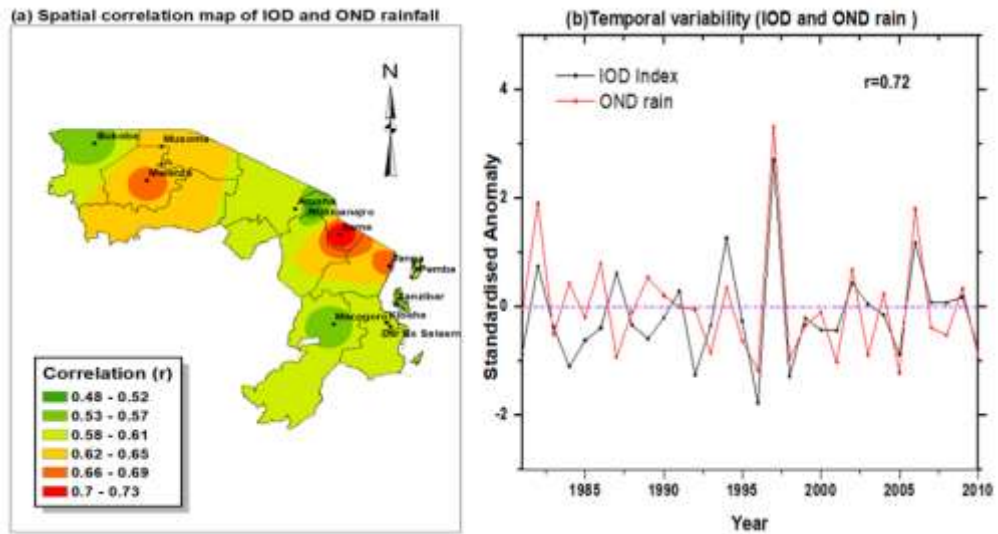 (a) Spatial correlation map of IOD and OND rainfall
N
Bukoba
Musoma
Mwanza
Arusha
Kilimanajro
Same
Tanga
Pemba
Zanzibar
Morogoro
Kibaha
Dar Es Salaam
Correlation (r)
0.48 - 0.52
0.53 - 0.57
0.58 - 0.61
0.62 - 0.65
0.66 - 0.69
0.7 - 0.73
(b)Temporal variability (IOD and OND rain )
IOD Index
OND rain
r=0.72
Standardised Anomaly
4
2
0
-2
1985
1990
1995
2000
2005
2010
Year